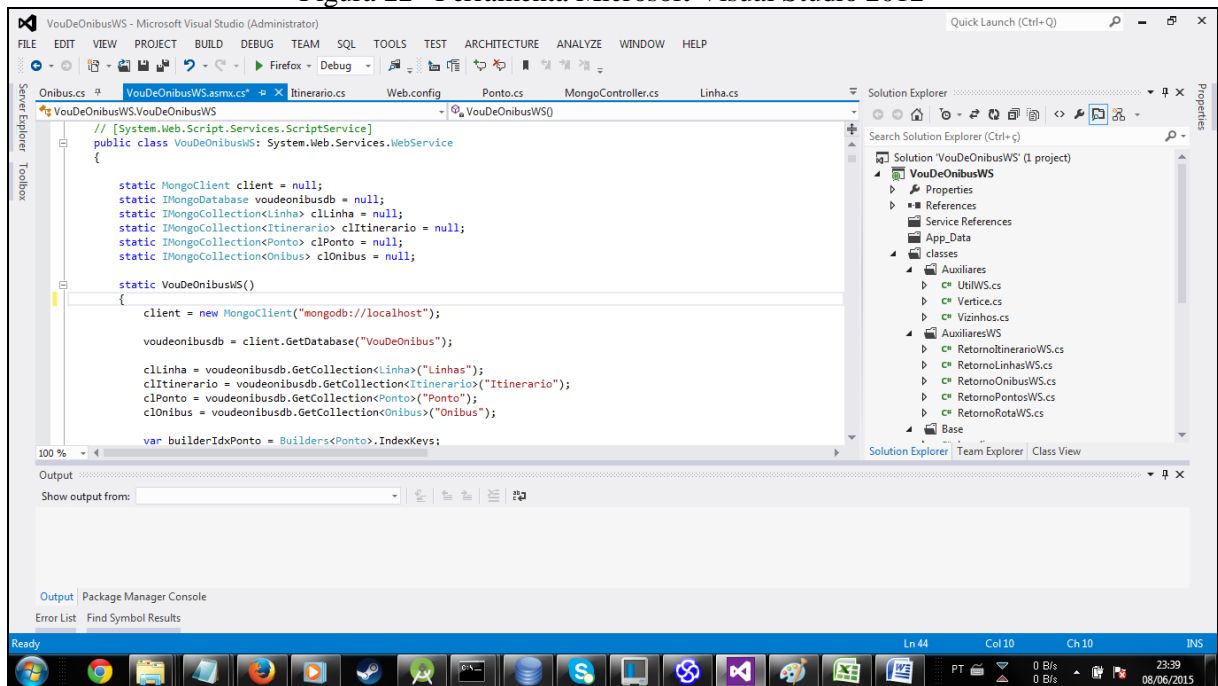 Figura 22 - Ferramenta Microsoft Visual Studio 2012
VouDeOnibusWS - Microsoft Visual Studio (Administrator)
Quick Launch (Ctrl+Q)
FILE EDIT VIEW PROJECT BUILD DEBUG TEAM SQL TOOLS TEST ARCHITECTURE ANALYZE WINDOW HELP
Firefox Debug
Server Explorer
Toolbox
Onibus.cs VouDeOnibusWS.asmx.cs* Itinerario.cs Web.config Ponto.cs MongoController.cs Linha.cs
VouDeOnibusWS.VouDeOnibusWS VouDeOnibusWS()
// [System.Web.Script.Services.ScriptService]
public class VouDeOnibusWS: System.Web.Services.WebService
{
static MongoClient client = null;
static IMongoDatabase voudeonibusdb = null;
static IMongoCollection<Linha> clLinha = null;
static IMongoCollection<Itinerario> clItinerario = null;
static IMongoCollection<Ponto> clPonto = null;
static IMongoCollection<Onibus> clOnibus = null;
static VouDeOnibusWS()
{
client = new MongoClient("mongodb://localhost");
voudeonibusdb = client.GetDatabase("VouDeOnibus");
clLinha = voudeonibusdb.GetCollection<Linha>("Linhas");
clItinerario = voudeonibusdb.GetCollection<Itinerario>("Itinerario");
clPonto = voudeonibusdb.GetCollection<Ponto>("Ponto");
clOnibus = voudeonibusdb.GetCollection<Onibus>("Onibus");
var builderIdxPonto = Builders<Ponto>.IndexKeys;
100 %
Solution Explorer
Search Solution Explorer (Ctrl+ç)
Solution 'VouDeOnibusWS' (1 project)
VouDeOnibusWS
Properties
References
Service References
App_Data
classes
Auxiliares
C# UtilWS.cs
C# Vertice.cs
C# Vizinhos.cs
AuxiliaresWS
C# RetornoItinerarioWS.cs
C# RetornoLinhasWS.cs
C# RetornoOnibusWS.cs
C# RetornoPontosWS.cs
C# RetornoRotaWS.cs
Base
Solution Explorer Team Explorer Class View
Properties
Output
Show output from:
Output Package Manager Console
Error List Find Symbol Results
Ready Ln 44 Col 10 Ch 10 INS
PT 0 B/s 0 B/s 23:39
08/06/2015